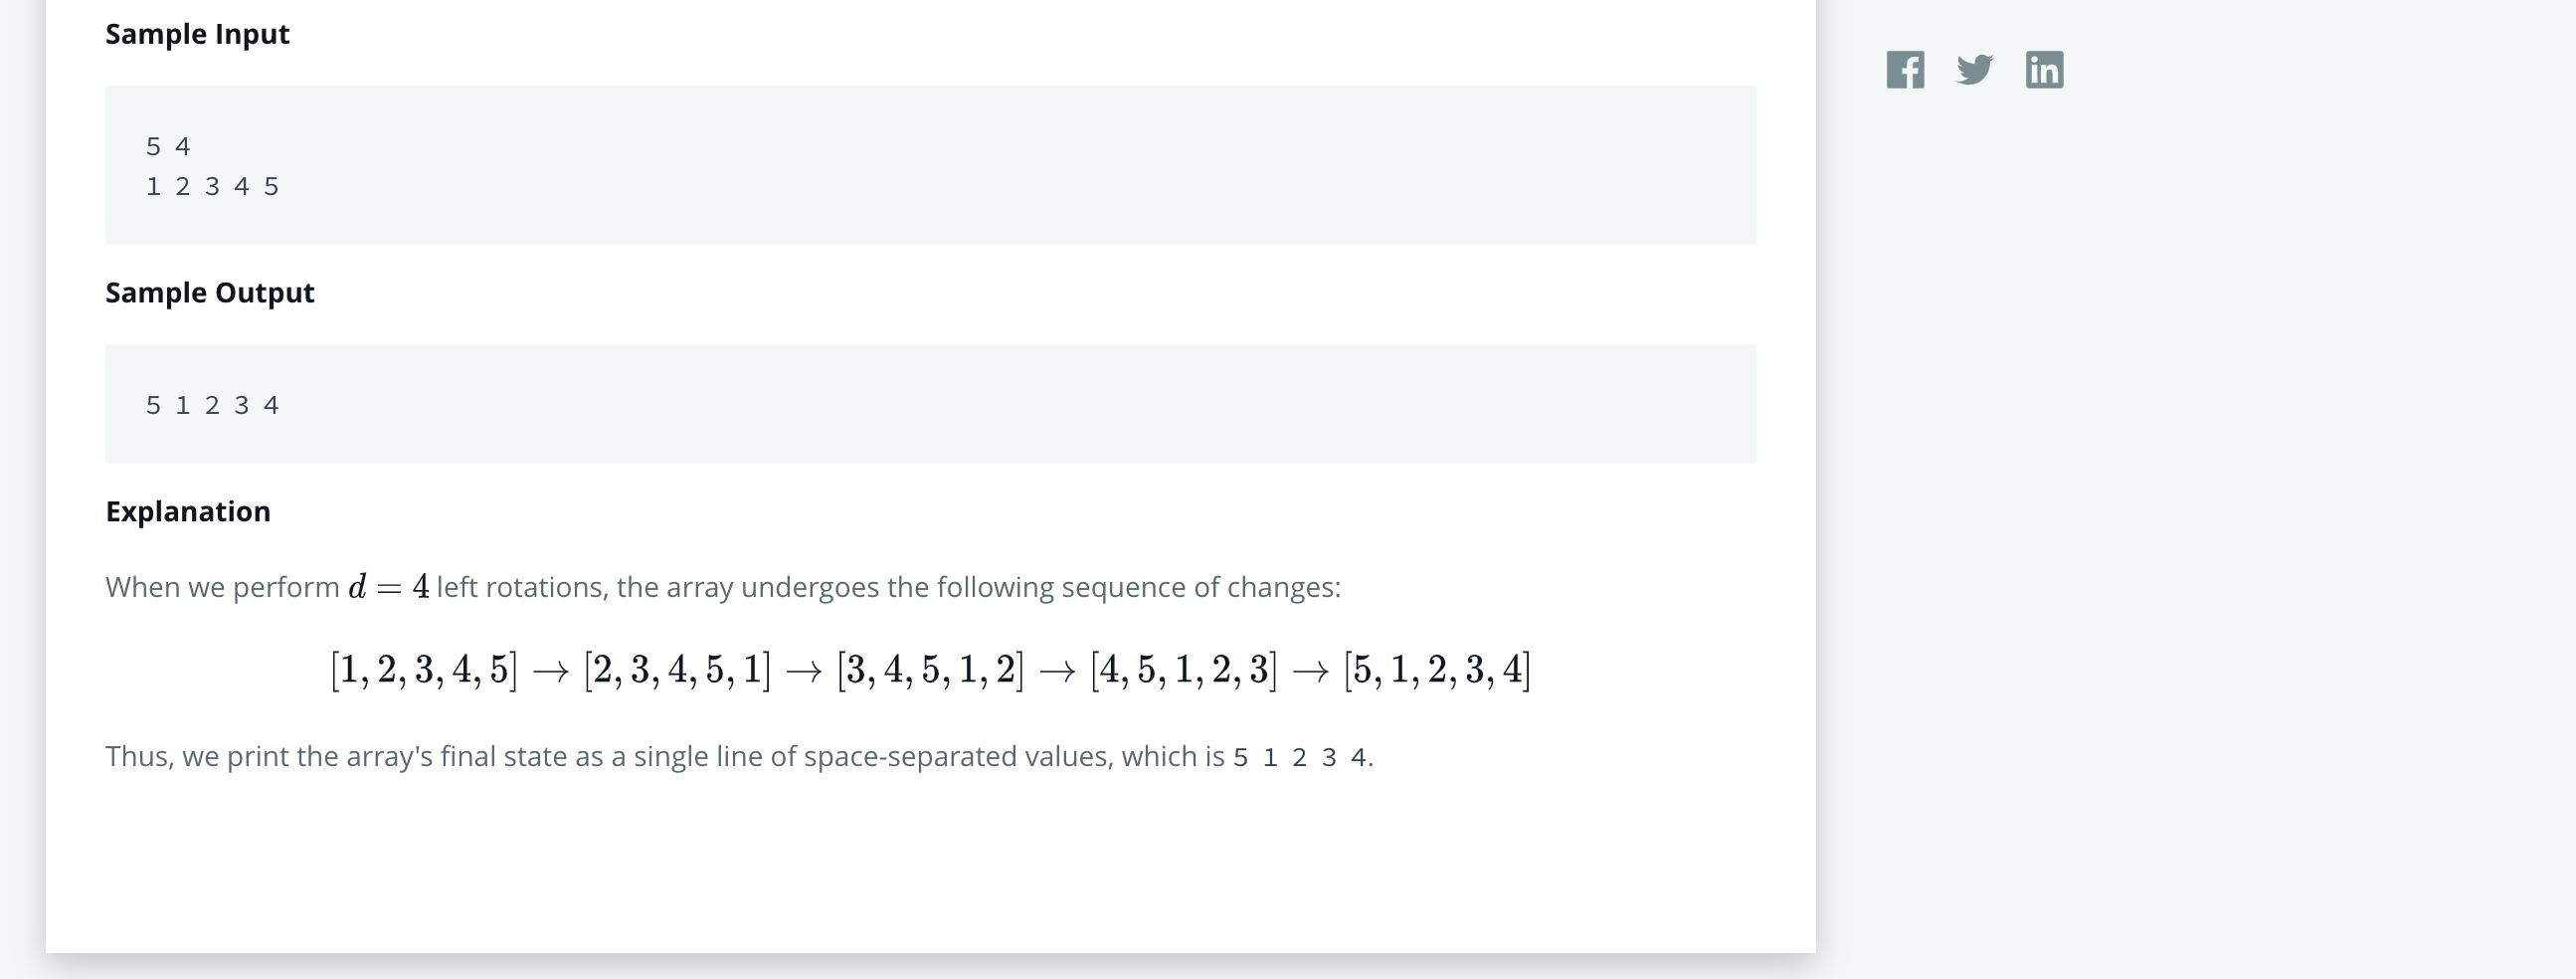 Sample Input
5 4
1 2 3 4 5
Sample Output
5 1 2 3 4
Explanation
When we perform d = 4 left rotations, the array undergoes the following sequence of changes:
[1, 2, 3, 4, 5] → [2, 3, 4, 5, 1] → [3, 4, 5, 1, 2] → [4, 5, 1, 2, 3] → [5, 1, 2, 3, 4]
Thus, we print the array's final state as a single line of space-separated values, which is 5 1 2 3 4.